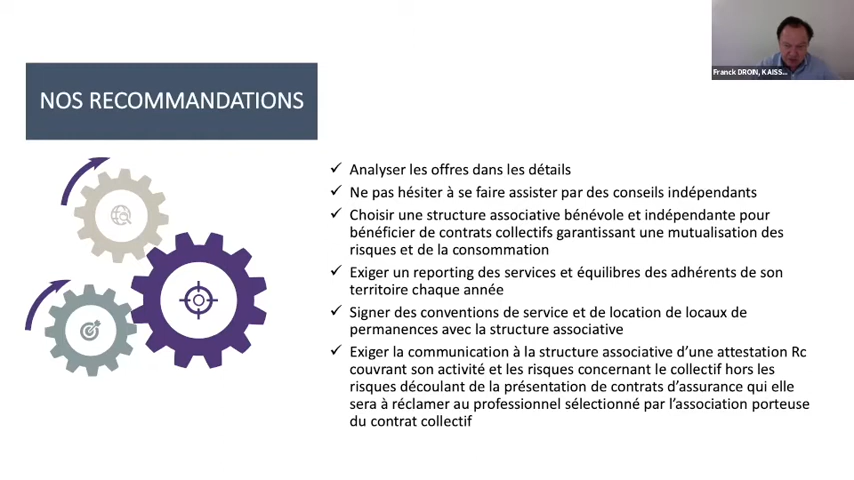 Franck DROIN, KAISS...
NOS RECOMMANDATIONS
✓ Analyser les offres dans les détails
✓ Ne pas hésiter à se faire assister par des conseils indépendants
✓ Choisir une structure associative bénévole et indépendante pour
bénéficier de contrats collectifs garantissant une mutualisation des
risques et de la consommation
✓ Exiger un reporting des services et équilibres des adhérents de son
territoire chaque année
✓ Signer des conventions de service et de location de locaux de
permanences avec la structure associative
✓ Exiger la communication à la structure associative d’une attestation Rc
couvrant son activité et les risques concernant le collectif hors les
risques découlant de la présentation de contrats d’assurance qui elle
sera à réclamer au professionnel sélectionné par l’association porteuse
du contrat collectif